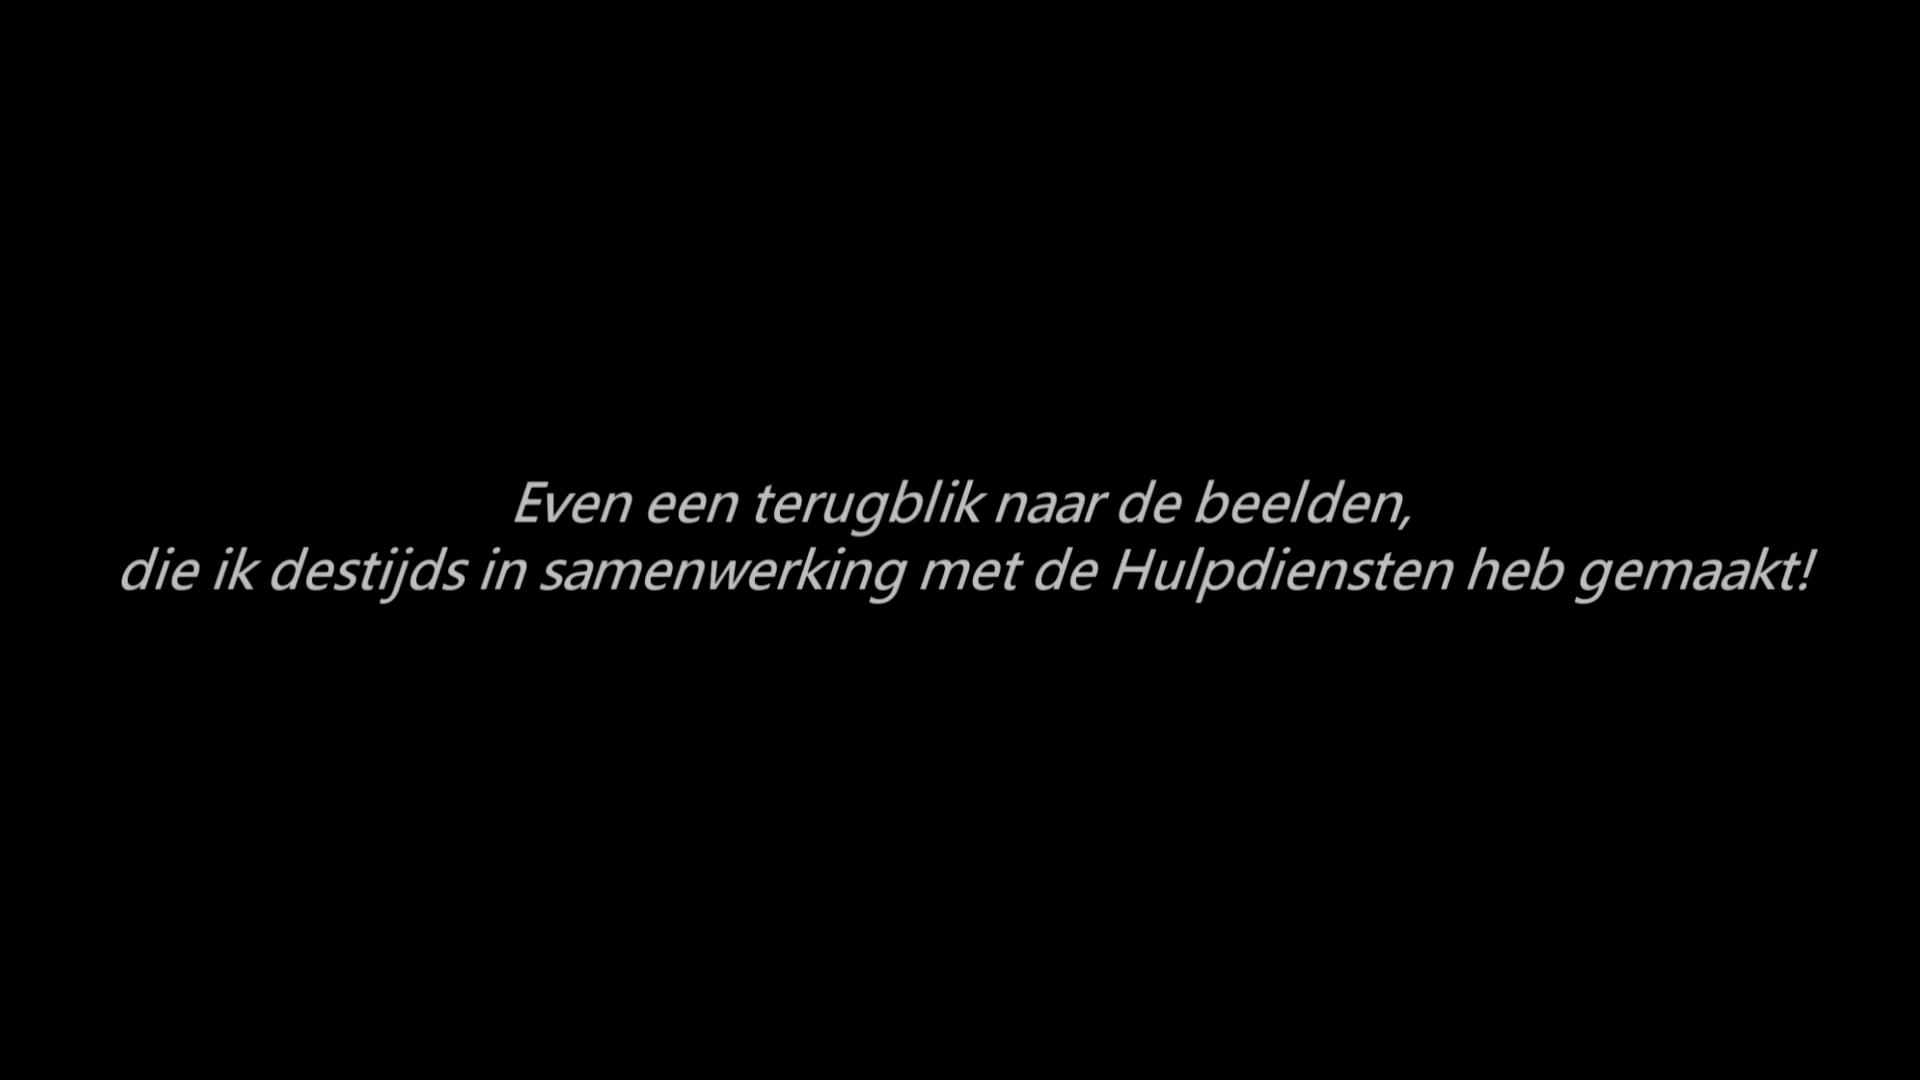 Even een terugblik naar de beelden,
die ik destijds in samenwerking met de Hulpdiensten heb gemaakt!